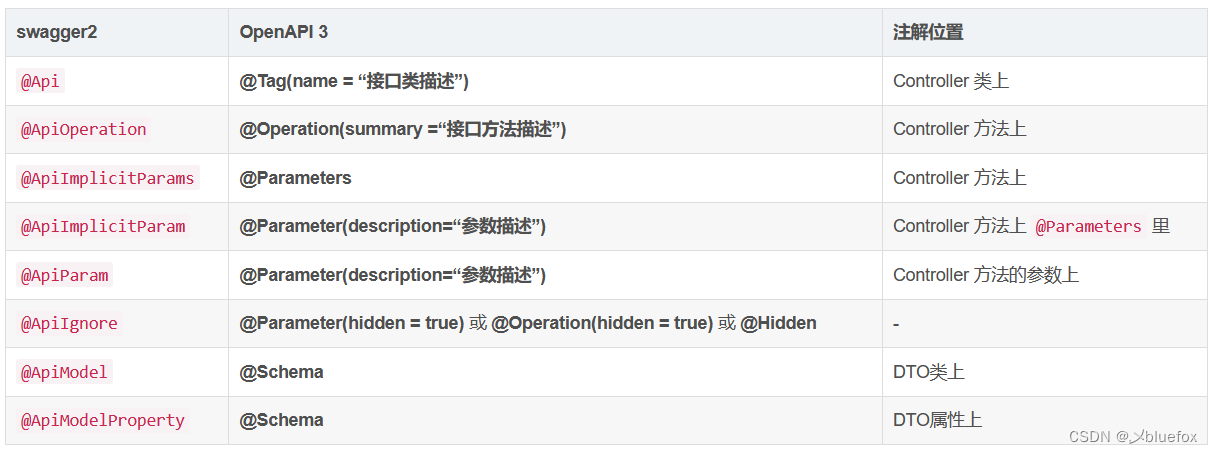 swagger2 OpenAPI 3 注解位置
@Api @Tag(name = “接口类描述”) Controller 类上
@ApiOperation @Operation(summary =“接口方法描述”) Controller 方法上
@ApiImplicitParams @Parameters Controller 方法上
@ApiImplicitParam @Parameter(description=“参数描述”) Controller 方法上 @Parameters 里
@ApiParam @Parameter(description=“参数描述”) Controller 方法的参数上
@ApiIgnore @Parameter(hidden = true) 或 @Operation(hidden = true) 或 @Hidden -
@ApiModel @Schema DTO类上
@ApiModelProperty @Schema DTO属性上
CSDN @乄bluefox